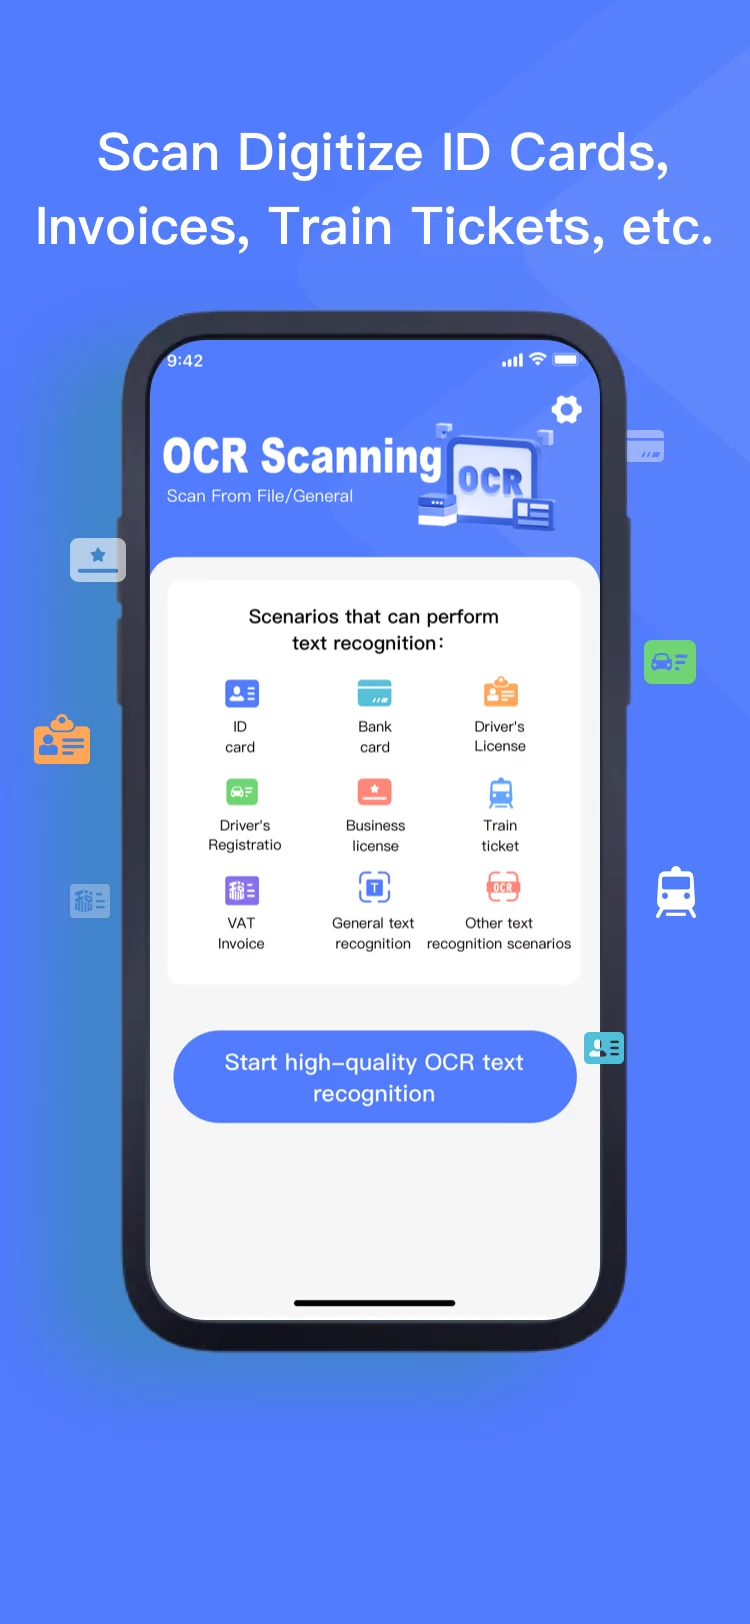 Scan Digitize ID Cards,
Invoices, Train Tickets, etc.
9:42
OCR Scanning
Scan From File/General
OCR
Scenarios that can perform
text recognition:
ID
card
Bank
card
Driver's
License
Driver's
Registratio
Business
license
Train
ticket
税
T
OCR
VAT
Invoice
General text
recognition
Other text
recognition scenarios
税
Start high-quality OCR text
recognition